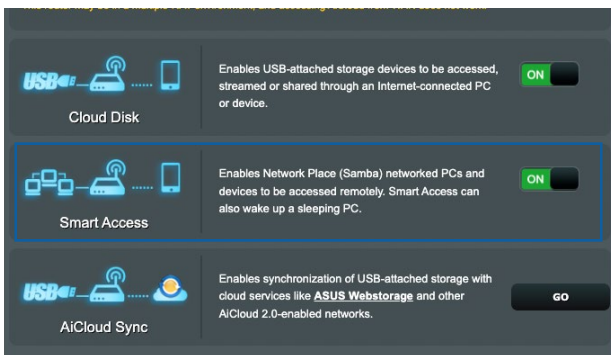 USB
Cloud Disk
Enables USB-attached storage devices to be accessed,
streamed or shared through an Internet-connected PC
or device.
ON
Smart Access
Enables Network Place (Samba) networked PCs and
devices to be accessed remotely. Smart Access can
also wake up a sleeping PC.
ON
USB
AiCloud Sync
Enables synchronization of USB-attached storage with
cloud services like ASUS Webstorage and other
AiCloud 2.0-enabled networks.
GO